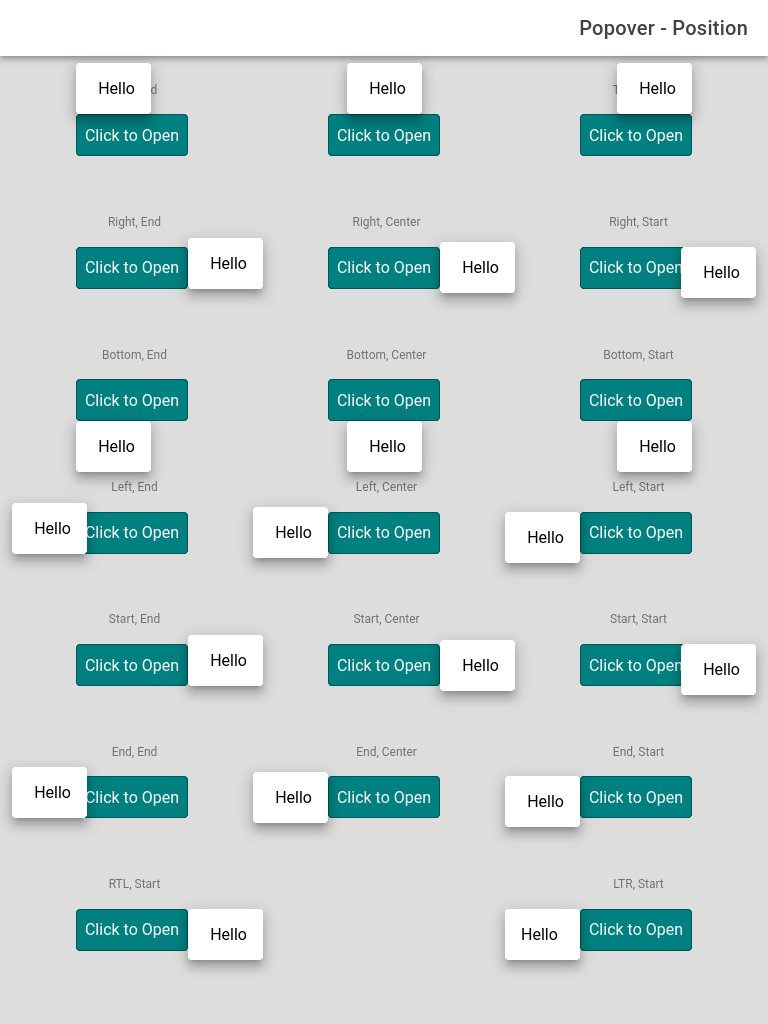 Popover - Position
Hello
Hello
Hello
Click to Open
Click to Open
Click to Open
Right, End
Right, Center
Right, Start
Click to Open
Hello
Click to Open
Hello
Click to Open
Hello
Bottom, End
Bottom, Center
Bottom, Start
Click to Open
Click to Open
Click to Open
Hello
Hello
Hello
Left, End
Left, Center
Left, Start
Hello
Click to Open
Hello
Click to Open
Hello
Click to Open
Start, End
Start, Center
Start, Start
Click to Open
Hello
Click to Open
Hello
Click to Open
Hello
End, End
End, Center
End, Start
Hello
Click to Open
Hello
Click to Open
Hello
Click to Open
RTL, Start
LTR, Start
Click to Open
Hello
Hello
Click to Open